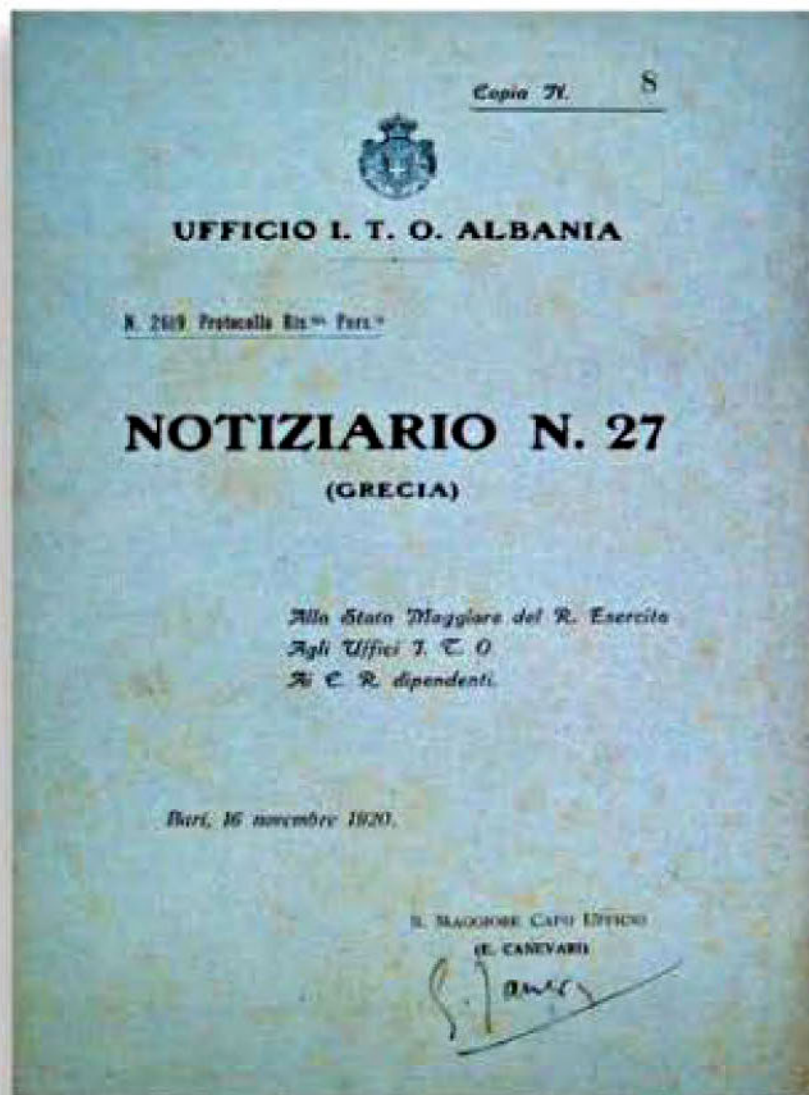 Copia N. 8
UFFICIO I. T. O. ALBANIA
N. 2619 Protocollo Ris.mo Pers.le
NOTIZIARIO N. 27
(GRECIA)
Allo Stato Maggiore del R. Esercito
Agli Uffici I. T. O
Ai C. R. dipendenti.
Bari, 16 novembre 1920.
IL MAGGIORE CAPO UFFICIO
(E. CANEVARI)